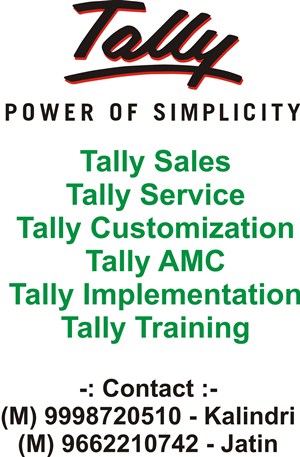 Tally
POWER OF SIMPLICITY
Tally Sales
Tally Service
Tally Customization
Tally AMC
Tally Implementation
Tally Training
-: Contact :-
(M) 9998720510 - Kalindri
(M) 9662210742 - Jatin